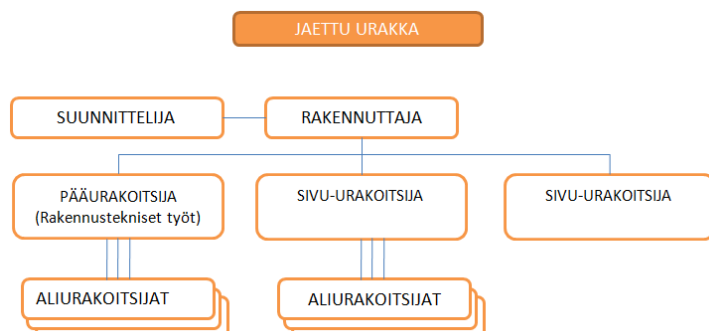 JAETTU URAKKA
SUUNNITTELIJA
RAKENNUTTAJA
PÄÄURAKOITSIJA
(Rakennustekniset työt)
SIVU-URAKOITSIJA
SIVU-URAKOITSIJA
ALIURAKOITSIJAT
ALIURAKOITSIJAT